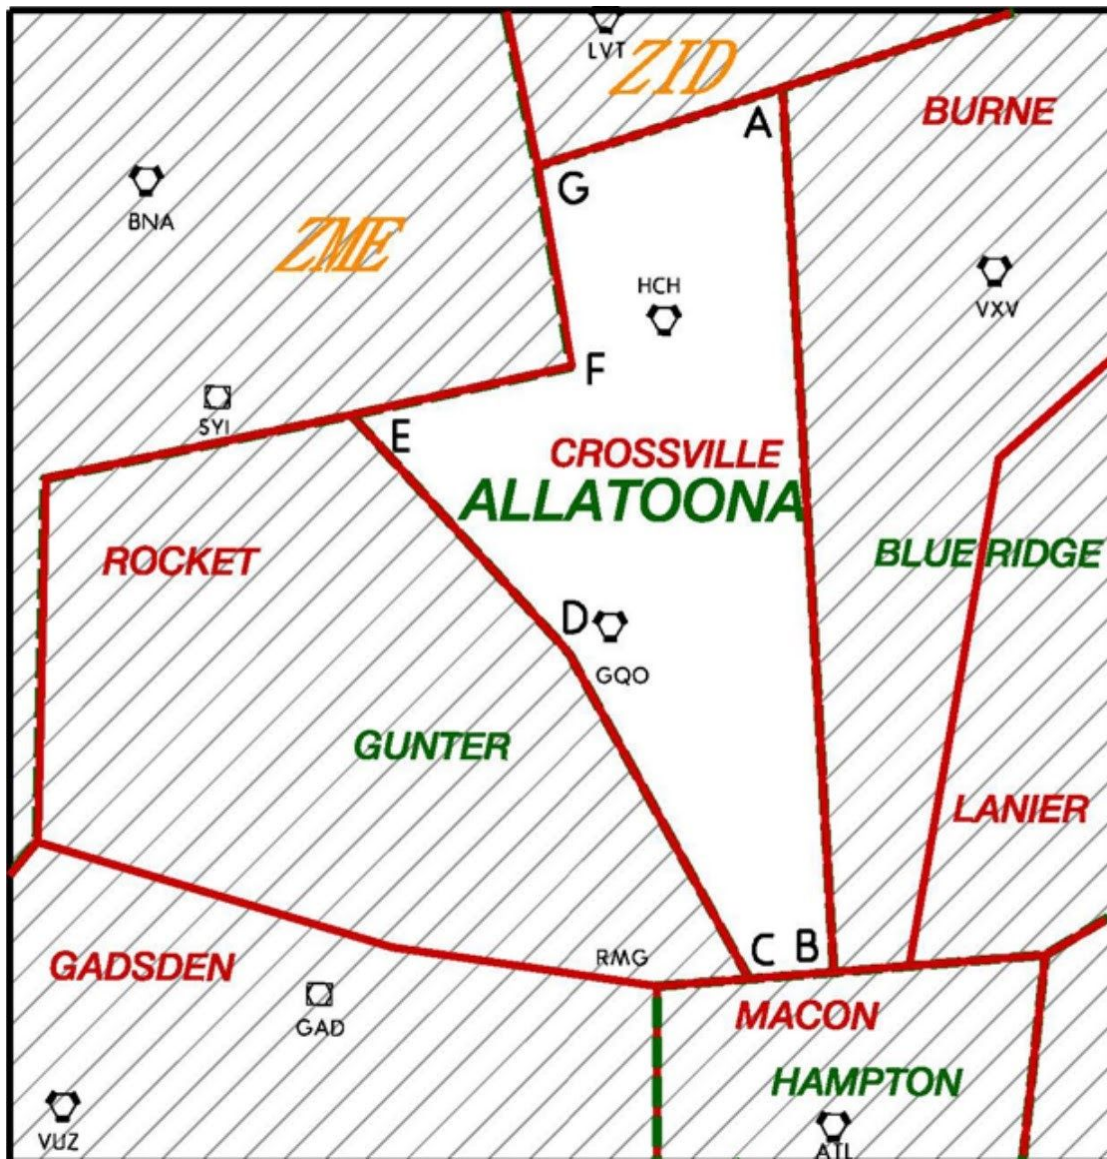 LVT
ZID
A
BURNE
G
BNA
ZME
HCH
VXV
F
SYI
E
CROSSVILLE
ALLATOONA
ROCKET
BLUE RIDGE
D
GQO
GUNTER
LANIER
C B
RMG
GADSDEN
MACON
GAD
HAMPTON
VUZ
ATL